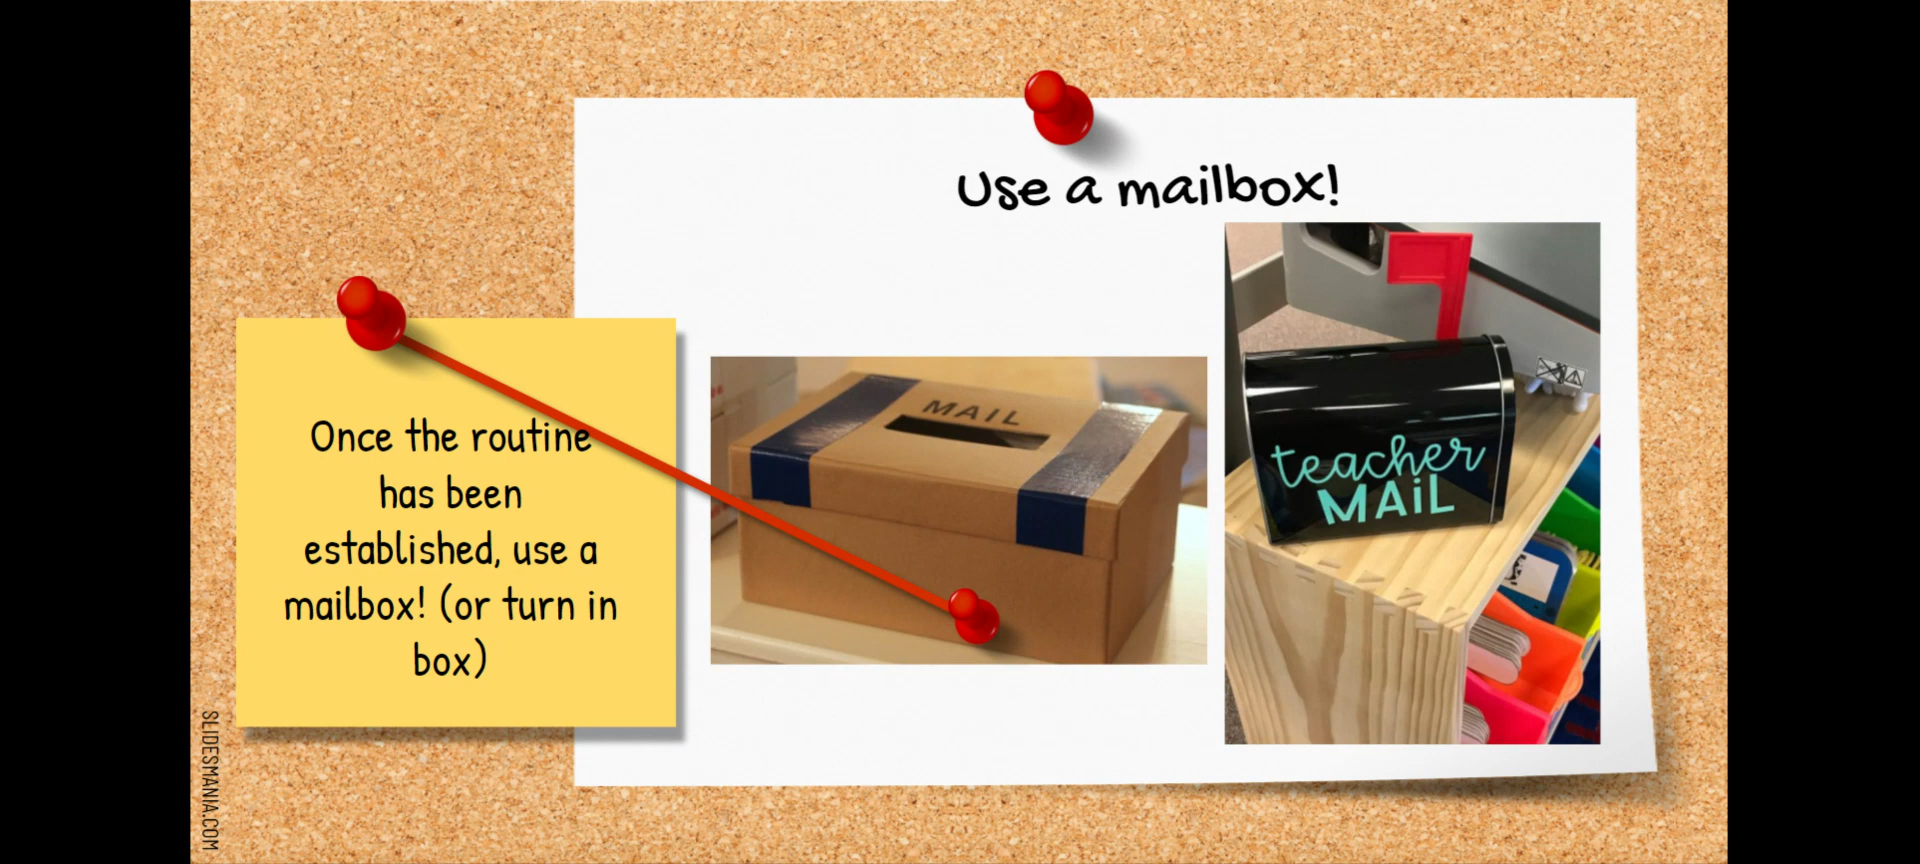 Use a mailbox!
Once the routine
has been
established, use a
mailbox! (or turn in
box)
MAIL
teacher
MAiL
SLIDESMANIA.COM